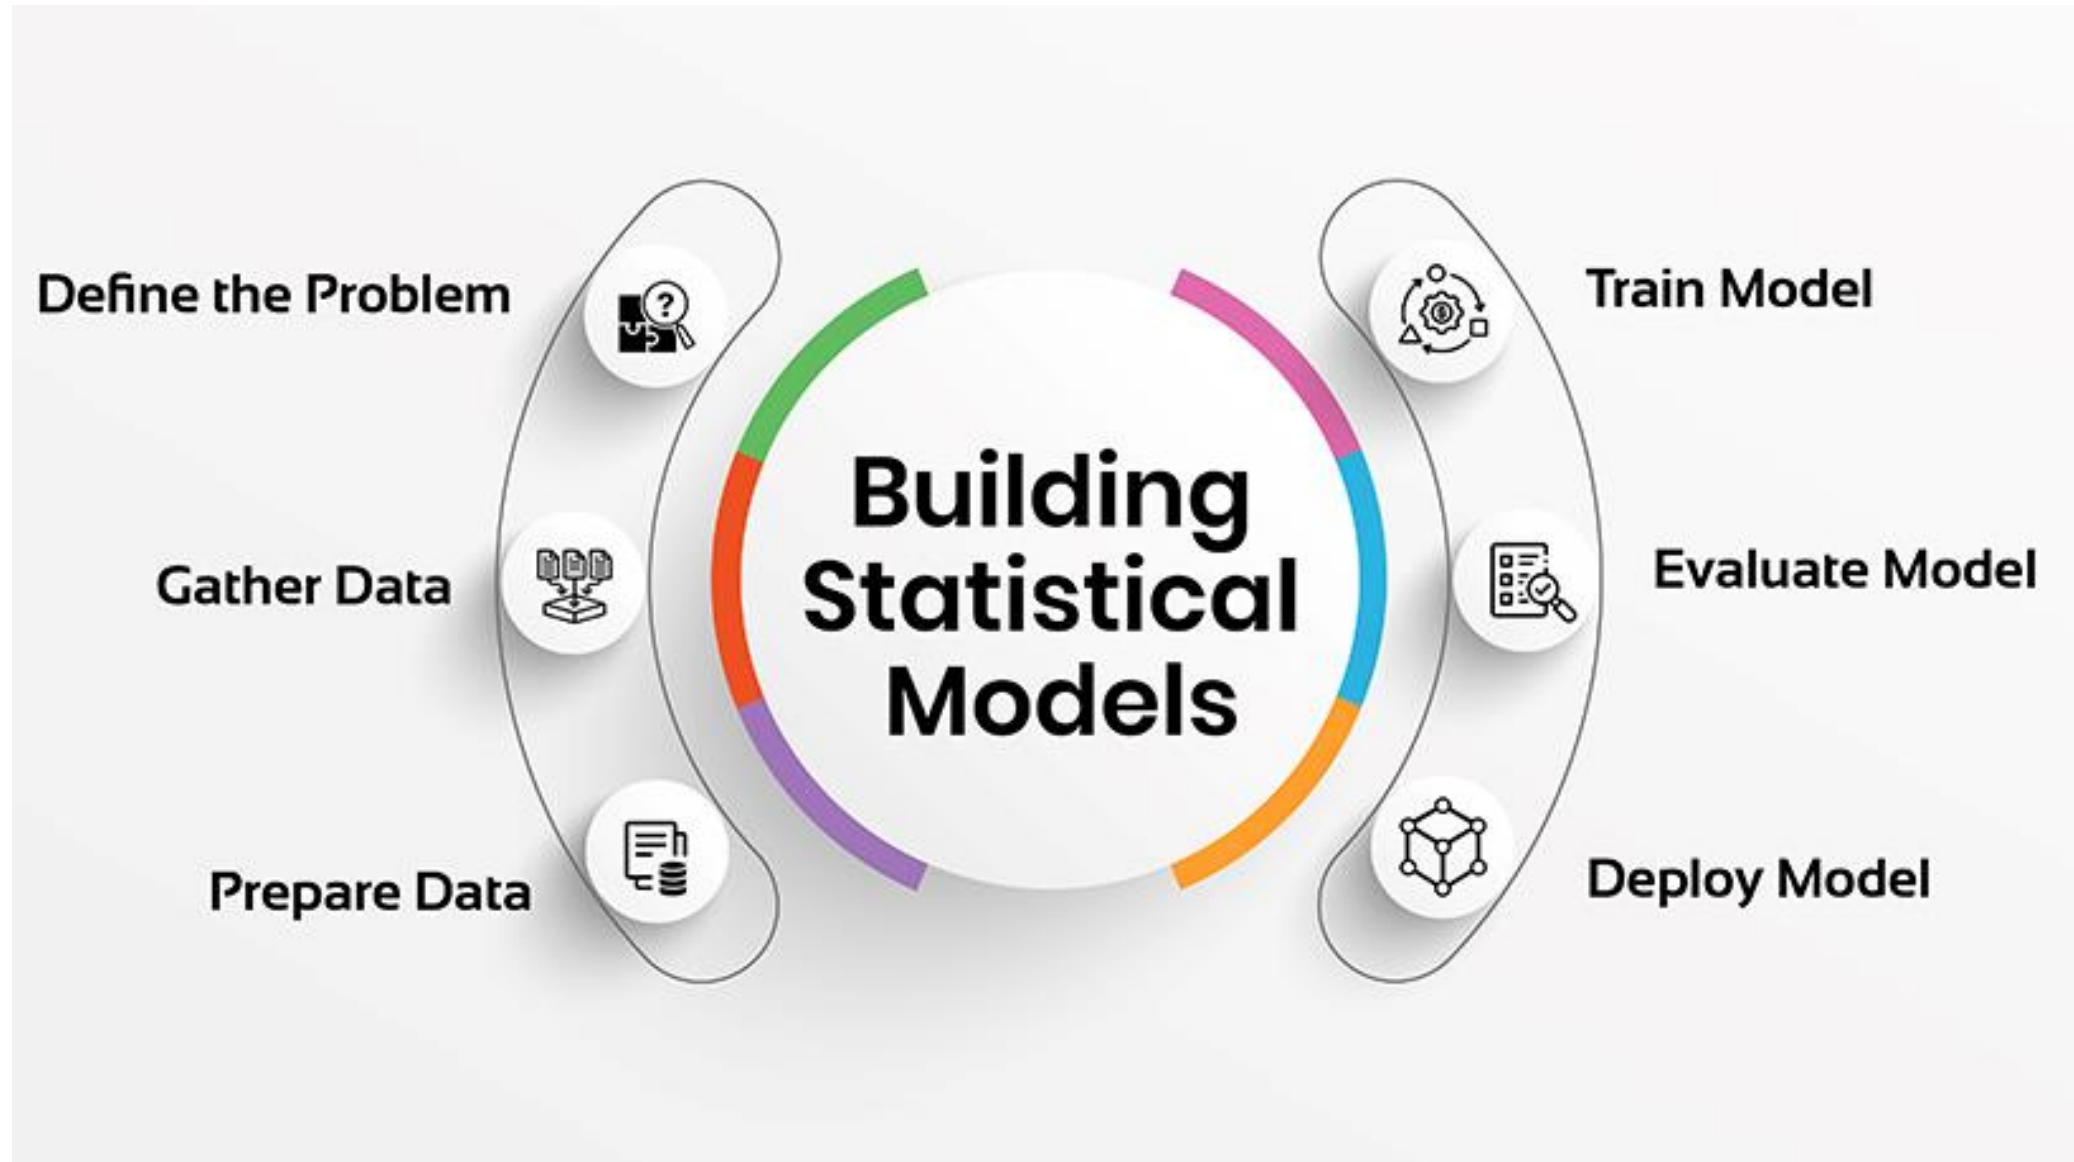 Define the Problem
Gather Data
Prepare Data
Building
Statistical
Models
Train Model
Evaluate Model
Deploy Model